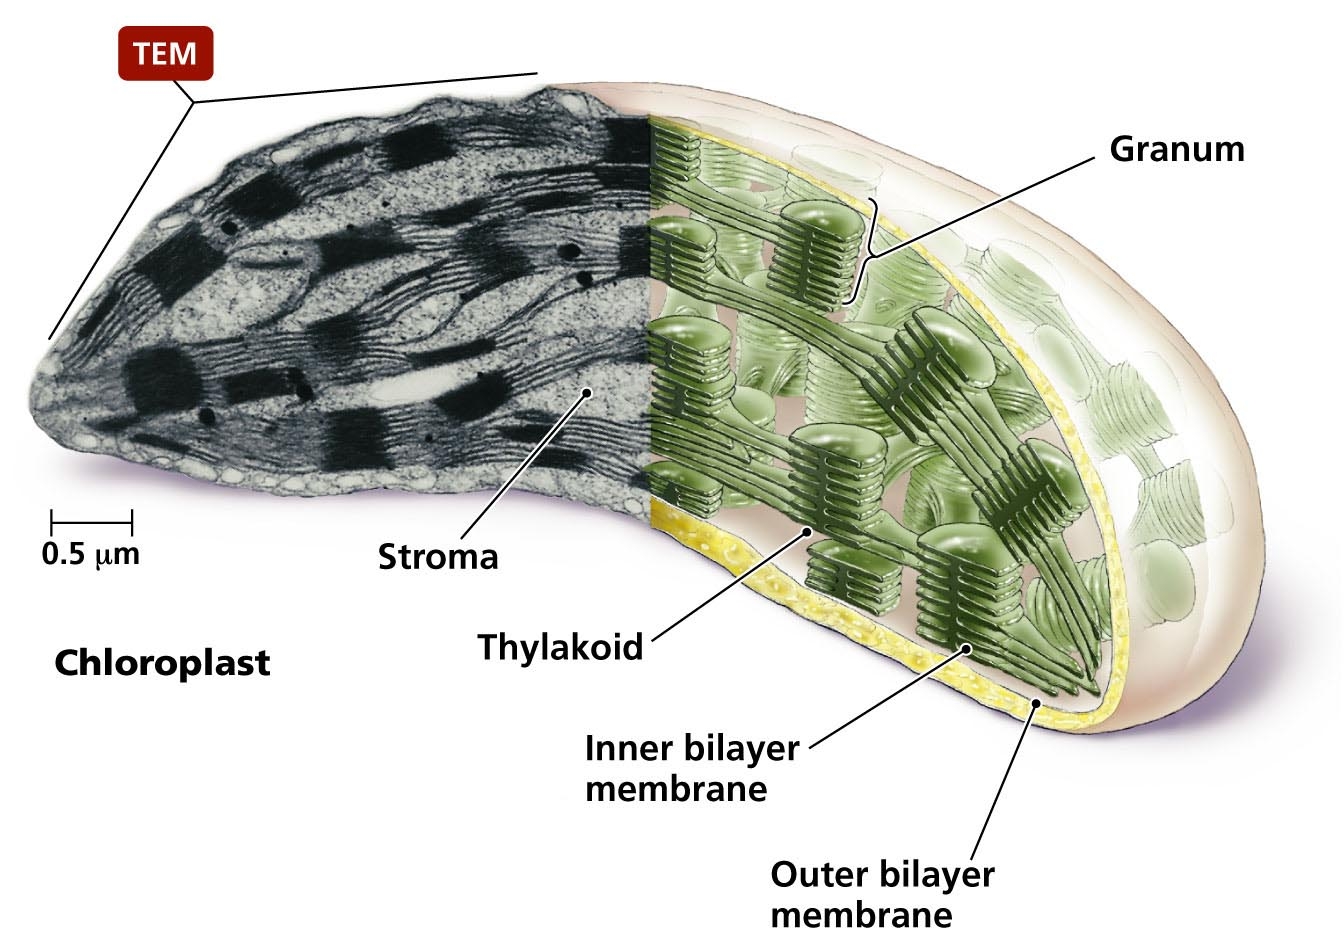 TEM
Granum
0.5 μm
Stroma
Thylakoid
Chloroplast
Inner bilayer
membrane
Outer bilayer
membrane